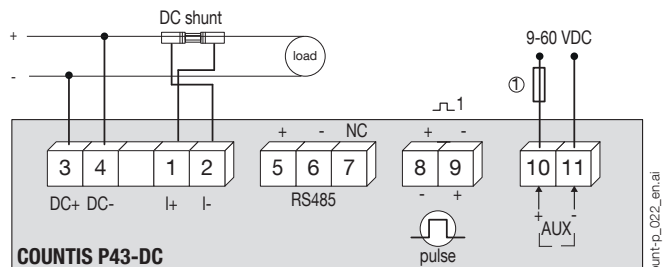 DC shunt
+
-
load
9-60 VDC
①
1
+ - NC
+ -
3 4 1 2 5 6 7 8 9 10 11
DC+ DC- I+ I- RS485
- +
+ -
AUX
pulse
COUNTIS P43-DC
ount-p_022_en.ai